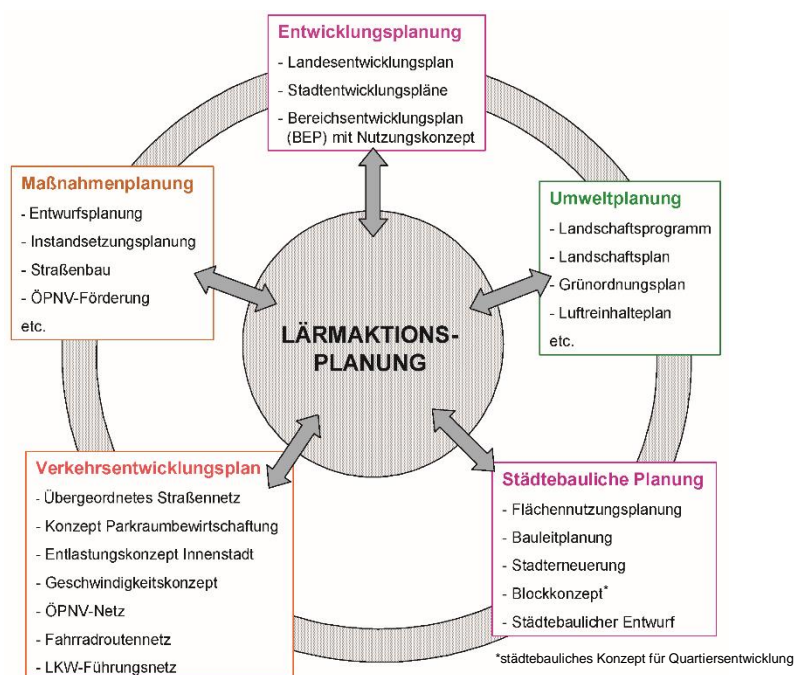 Entwicklungsplanung
- Landesentwicklungsplan
- Stadtentwicklungspläne
- Bereichsentwicklungsplan
(BEP) mit Nutzungskonzept
Maßnahmenplanung
- Entwurfsplanung
- Instandsetzungsplanung
- Straßenbau
- ÖPNV-Förderung
etc.
Umweltplanung
- Landschaftsprogramm
- Landschaftsplan
- Grünordnungsplan
- Luftreinhalteplan
etc.
LÄRMAKTIONS-
PLANUNG
Verkehrsentwicklungsplan
- Übergeordnetes Straßennetz
- Konzept Parkraumbewirtschaftung
- Entlastungskonzept Innenstadt
- Geschwindigkeitskonzept
- ÖPNV-Netz
- Fahrradroutennetz
- LKW-Führungsnetz
Städtebauliche Planung
- Flächennutzungsplanung
- Bauleitplanung
- Stadterneuerung
- Blockkonzept*
- Städtebaulicher Entwurf
*städtebauliches Konzept für Quartiersentwicklung